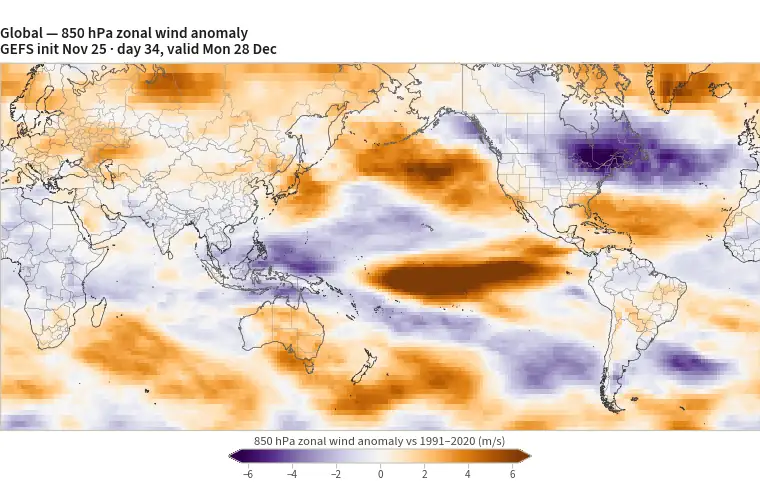 Global — 850 hPa zonal wind anomaly
GEFS init Nov 25 · day 34, valid Mon 28 Dec
850 hPa zonal wind anomaly vs 1991–2020 (m/s)
−6 −4 −2 0 2 4 6